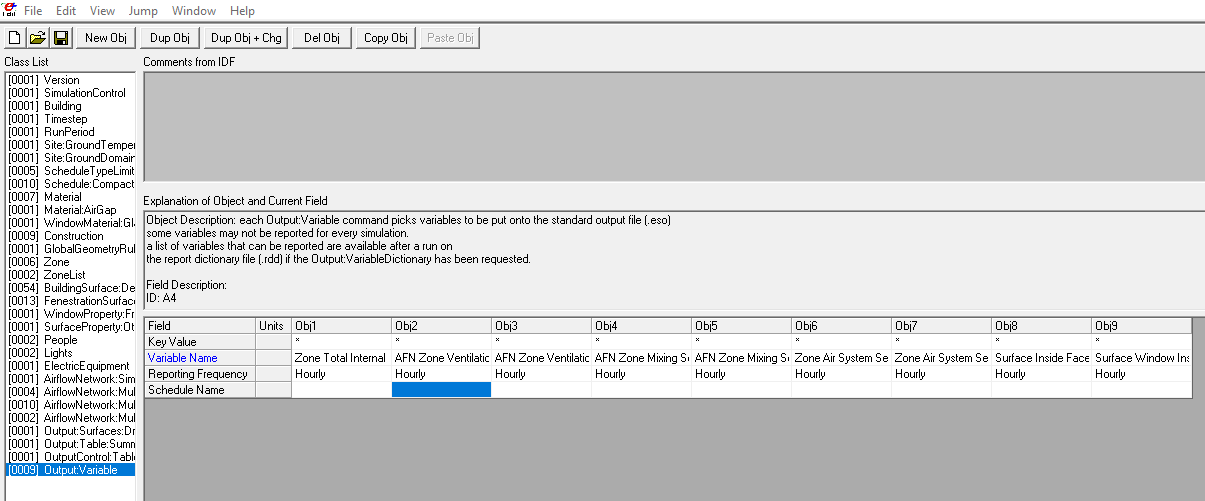 File Edit View Jump Window Help
New Obj Dup Obj Dup Obj + Chg Del Obj Copy Obj Paste Obj
Class List
[0001] Version
[0001] SimulationControl
[0001] Building
[0001] Timestep
[0001] RunPeriod
[0001] Site:GroundTemper
[0001] Site:GroundDomain
[0005] ScheduleTypeLimit
[0010] Schedule:Compact
[0007] Material
[0001] Material:AirGap
[0001] WindowMaterial:Gl
[0009] Construction
[0001] GlobalGeometryRul
[0006] Zone
[0002] ZoneList
[0054] BuildingSurface:De
[0013] FenestrationSurfac
[0001] WindowProperty:Fr
[0001] SurfaceProperty:Ot
[0002] People
[0002] Lights
[0001] ElectricEquipment
[0001] AirflowNetwork:Sim
[0004] AirflowNetwork:Mul
[0010] AirflowNetwork:Mul
[0002] AirflowNetwork:Mul
[0001] Output:Surfaces:Dr
[0001] Output:Table:Summ
[0001] OutputControl:Table
[0009] Output:Variable
Comments from IDF
Explanation of Object and Current Field
Object Description: each Output:Variable command picks variables to be put onto the standard output file (.eso)
some variables may not be reported for every simulation.
a list of variables that can be reported are available after a run on
the report dictionary file (.rdd) if the Output:VariableDictionary has been requested.
Field Description:
ID: A4
Field Units Obj1 Obj2 Obj3 Obj4 Obj5 Obj6 Obj7 Obj8 Obj9
Key Value * * * * * * * * *
Variable Name Zone Total Internal AFN Zone Ventilatic AFN Zone Ventilatic AFN Zone Mixing Se AFN Zone Mixing Se Zone Air System Se Zone Air System Se Surface Inside Face Surface Window Ins
Reporting Frequency Hourly Hourly Hourly Hourly Hourly Hourly Hourly Hourly Hourly
Schedule Name